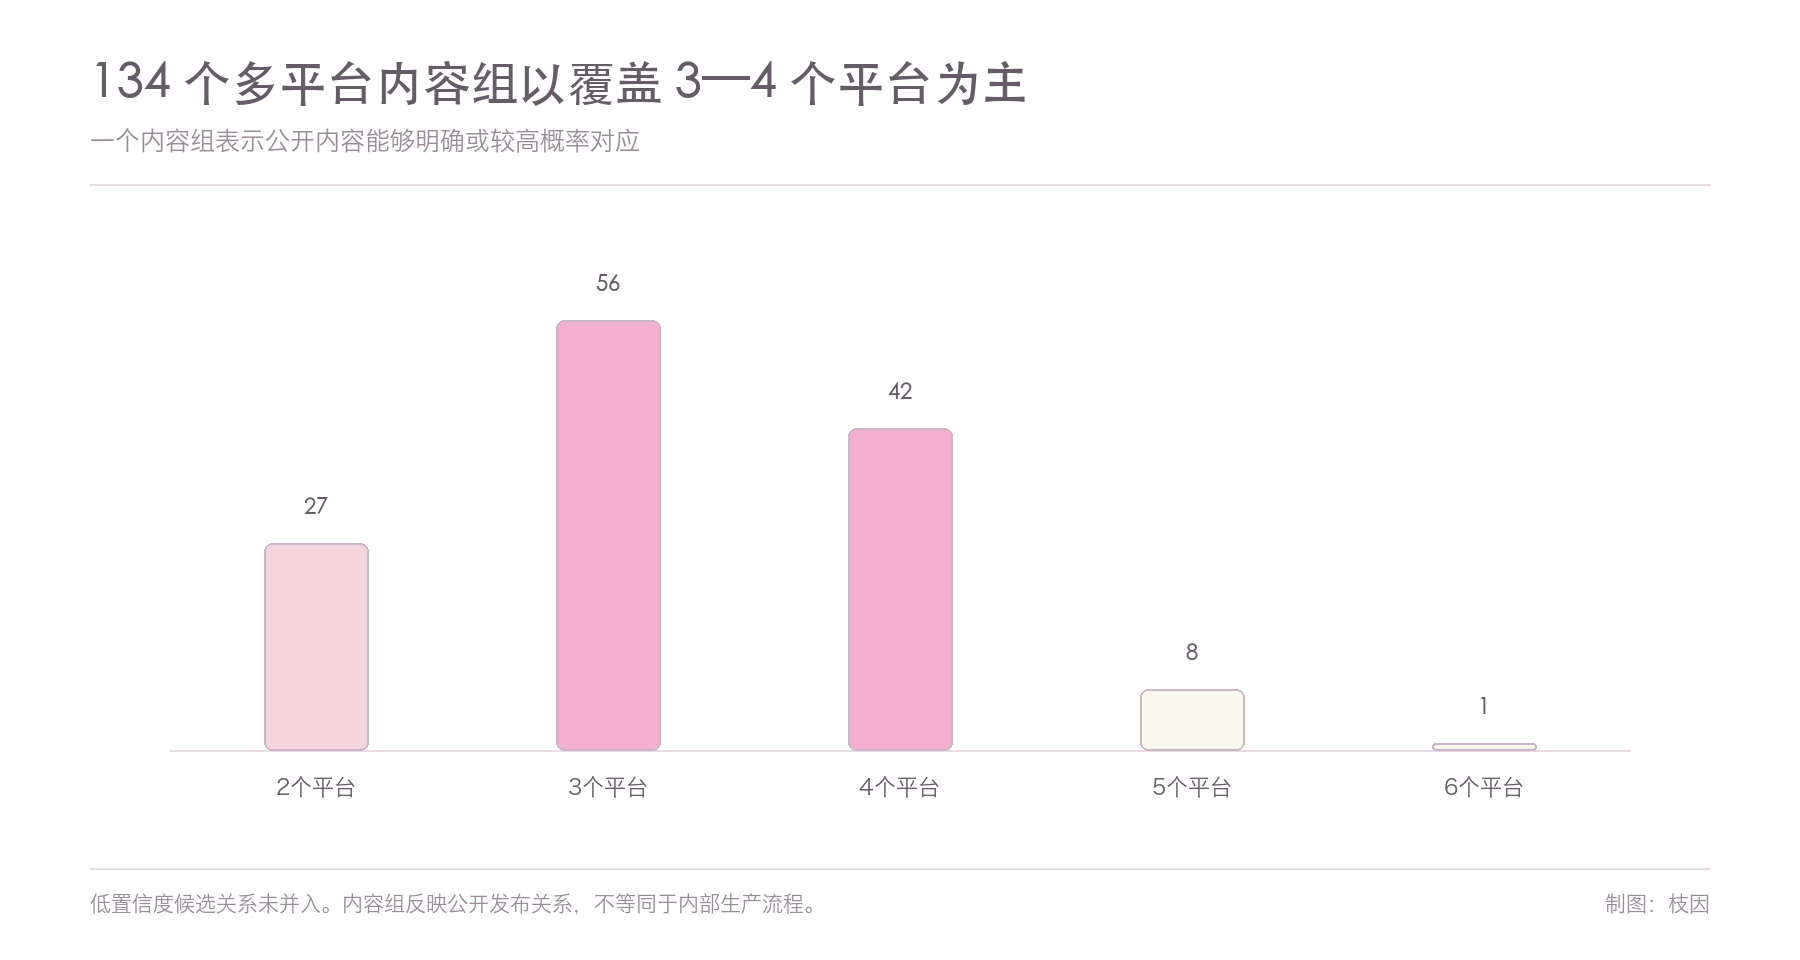 134 个多平台内容组以覆盖 3—4 个平台为主
一个内容组表示公开内容能够明确或较高概率对应
27
56
42
8
1
2个平台
3个平台
4个平台
5个平台
6个平台
低置信度候选关系未并入。内容组反映公开发布关系，不等同于内部生产流程。
制图：枝因